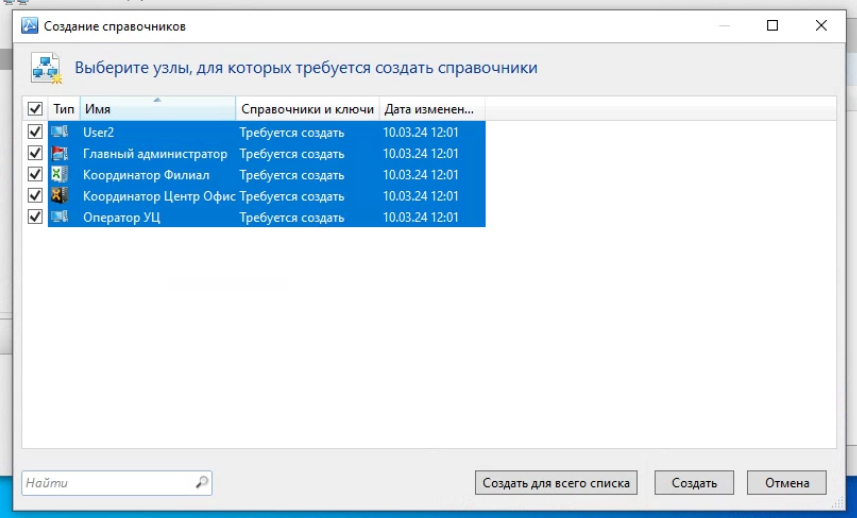 Создание справочников
Выберите узлы, для которых требуется создать справочники
Тип Имя Справочники и ключи Дата изменен...
User2 Требуется создать 10.03.24 12:01
Главный администратор Требуется создать 10.03.24 12:01
Координатор Филиал Требуется создать 10.03.24 12:01
Координатор Центр Офис Требуется создать 10.03.24 12:01
Оператор УЦ Требуется создать 10.03.24 12:01
Найти Создать для всего списка Создать Отмена